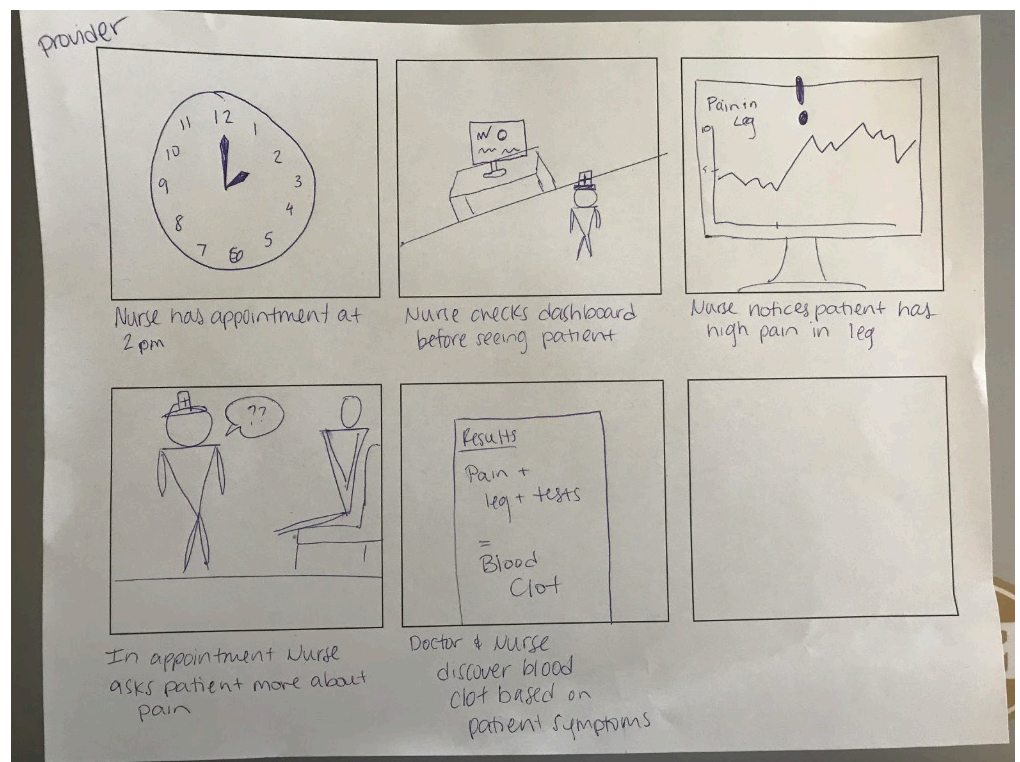 provider
12
11
1
10
2
9
3
8
4
7
5
Nurse has appointment at
2pm
Nurse checks dashboard
before seeing patient
Pain in
Leg
10
5
Nurse notices patient has
high pain in leg
??
In appointment Nurse
asks patient more about
pain
Results
Pain +
leg + tests
=
Blood
Clot
Doctor & Nurse
discover blood
clot based on
patient symptoms